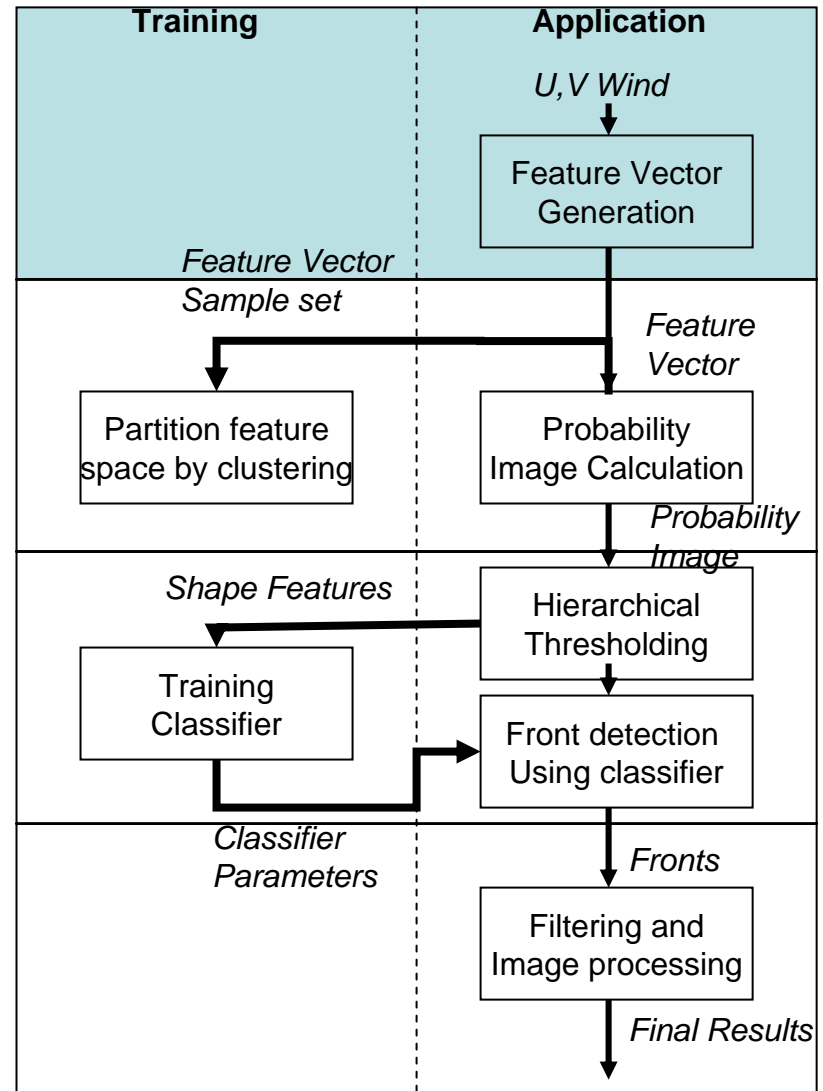 Training
Application
U,V Wind
Feature Vector
Generation
Feature Vector
Sample set
Feature
Vector
Partition feature
space by clustering
Probability
Image Calculation
Probability
Image
Shape Features
Hierarchical
Thresholding
Training
Classifier
Front detection
Using classifier
Classifier
Parameters
Fronts
Filtering and
Image processing
Final Results